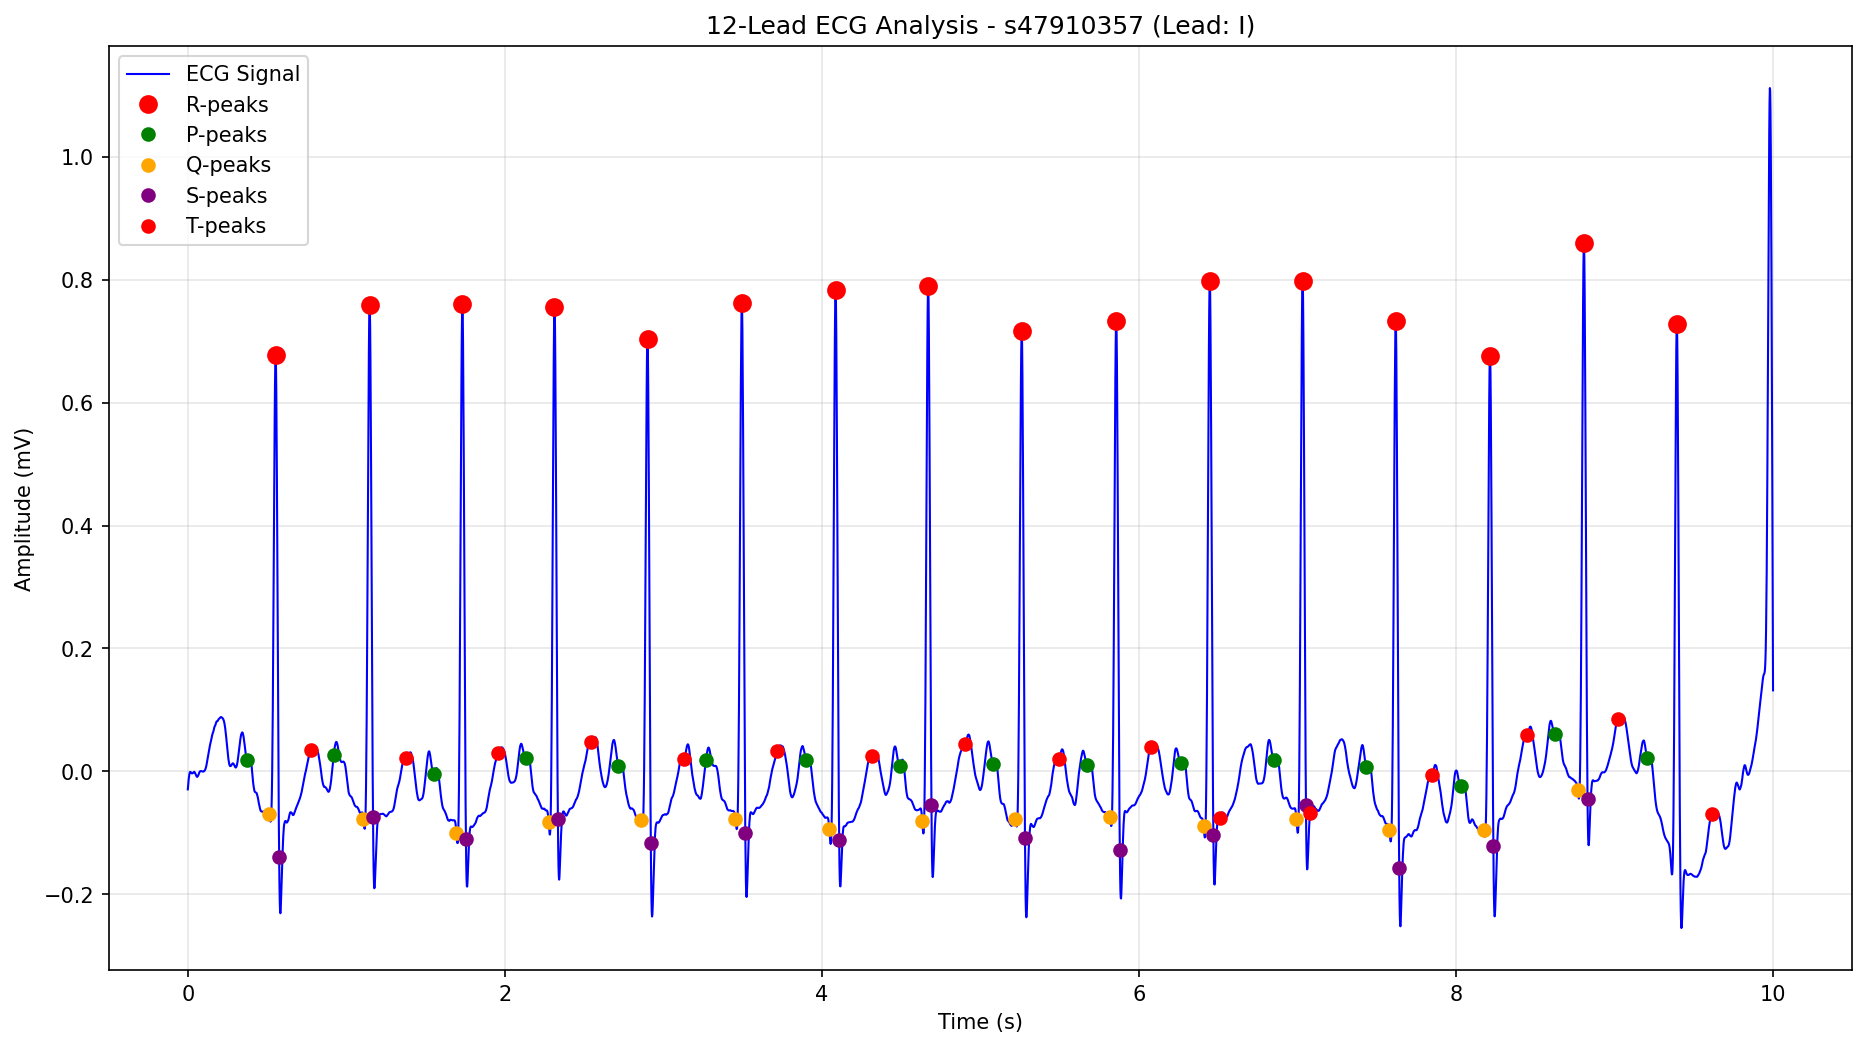 12-Lead ECG Analysis - s47910357 (Lead: I)
ECG Signal
R-peaks
P-peaks
Q-peaks
S-peaks
T-peaks
Amplitude (mV)
1.0
0.8
0.6
0.4
0.2
0.0
−0.2
0 2 4 6 8 10
Time (s)